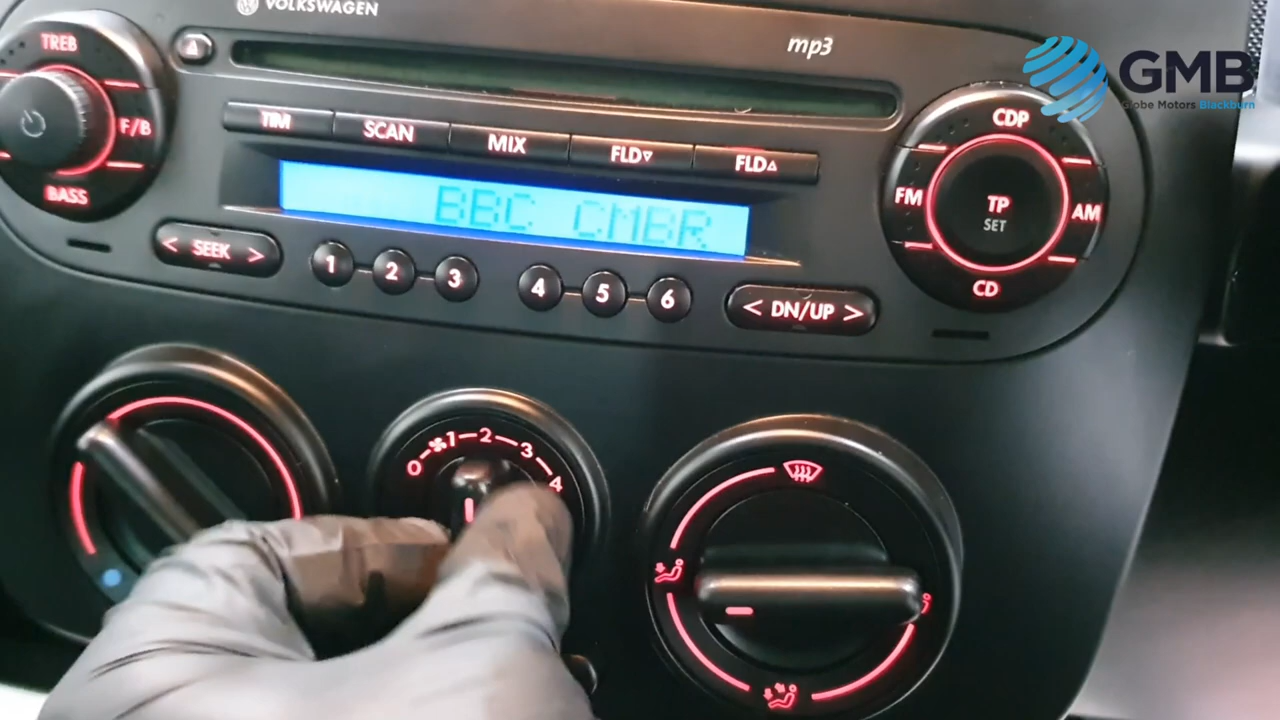 VOLKSWAGEN
mp3
GMB
Globe Motors Blackburn
TREB
F/B
BASS
TIM SCAN MIX FLD▽ FLD△
BBC CMBR
CDP
FM
AM
TP
SET
CD
< SEEK >
1 2 3 4 5 6
< DN/UP >
0 1 2 3 4